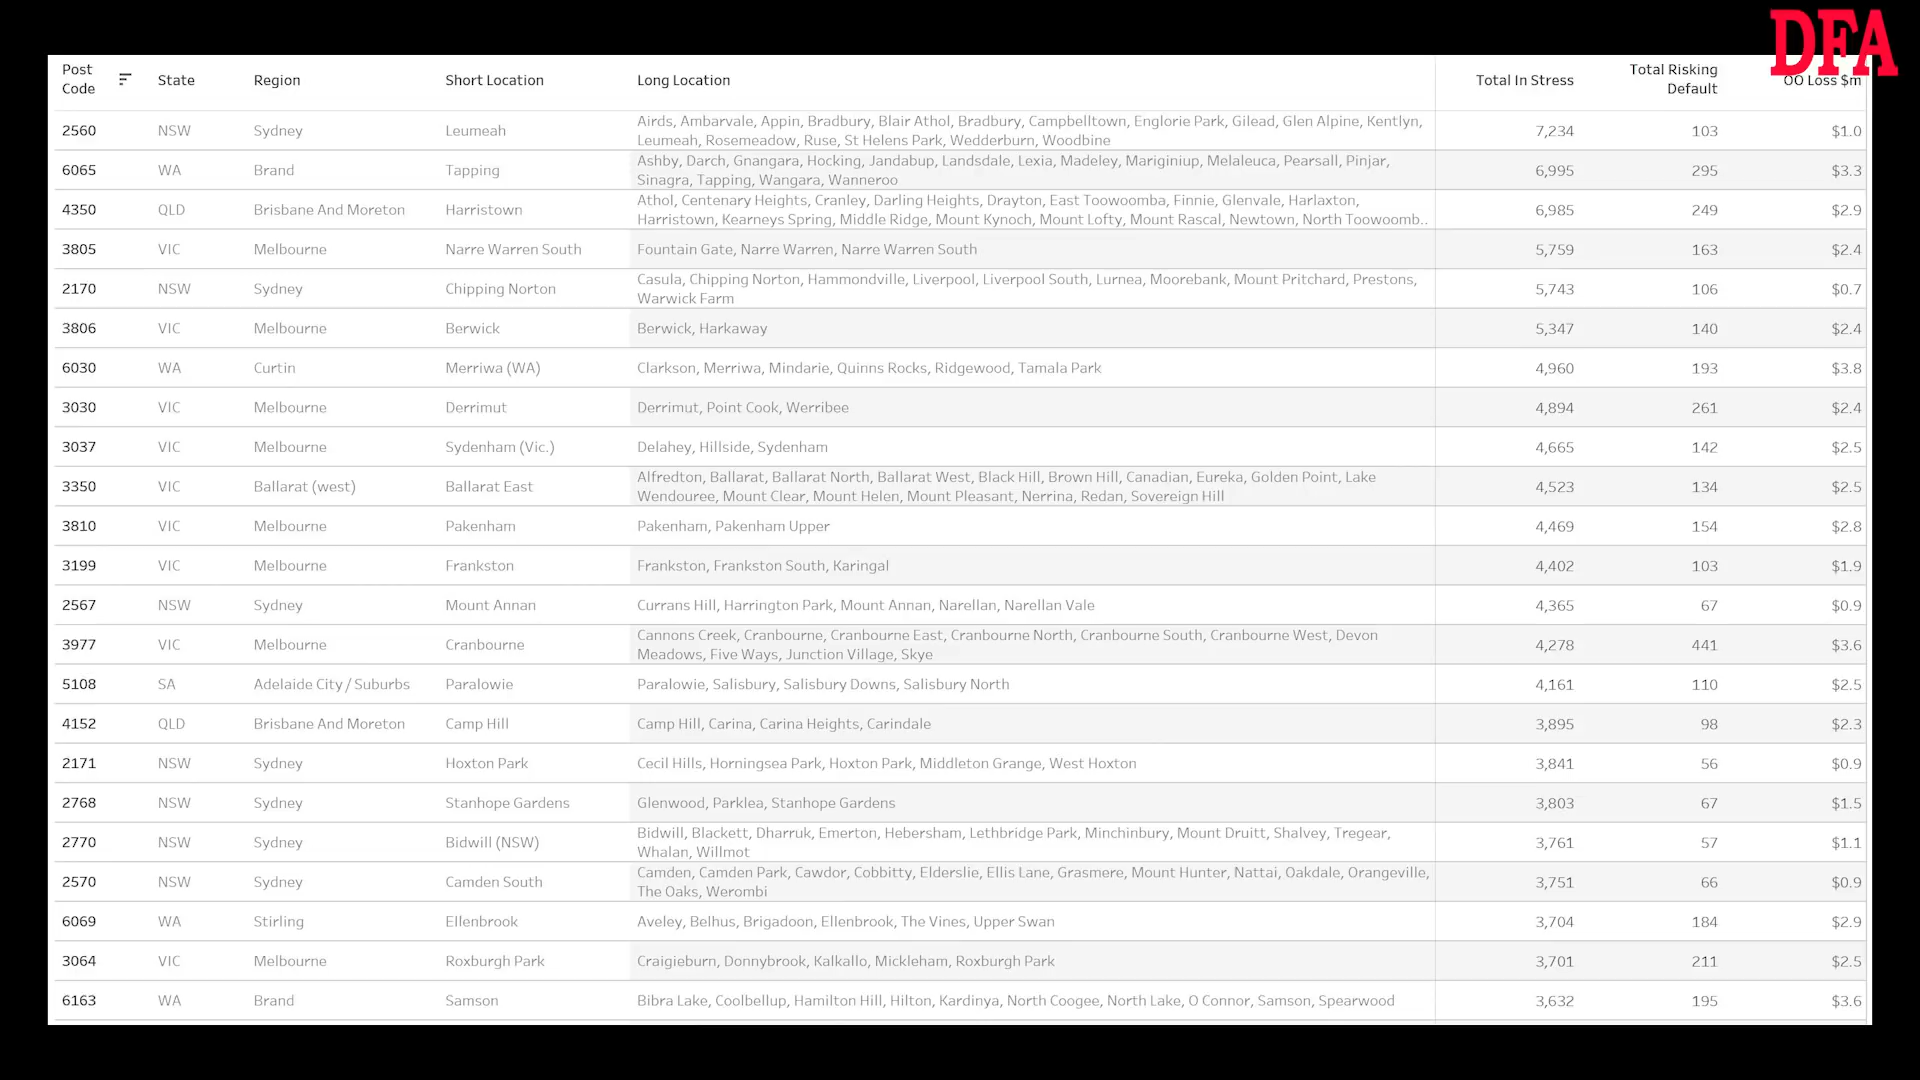 DFA
Post Code State Region Short Location Long Location Total In Stress Total Risking Default OO Loss $m
2560 NSW Sydney Leumeah Airds, Ambarvale, Appin, Bradbury, Blair Athol, Bradbury, Campbelltown, Englorie Park, Gilead, Glen Alpine, Kentlyn, Leumeah, Rosemeadow, Ruse, St Helens Park, Wedderburn, Woodbine 7,234 103 $1.0
6065 WA Brand Tapping Ashby, Darch, Gnangara, Hocking, Jandabup, Landsdale, Lexia, Madeley, Mariginiup, Melaleuca, Pearsall, Pinjar, Sinagra, Tapping, Wangara, Wanneroo 6,995 295 $3.3
4350 QLD Brisbane And Moreton Harristown Athol, Centenary Heights, Cranley, Darling Heights, Drayton, East Toowoomba, Finnie, Glenvale, Harlaxton, Harristown, Kearneys Spring, Middle Ridge, Mount Kynoch, Mount Lofty, Mount Rascal, Newtown, North Toowoomb.. 6,985 249 $2.9
3805 VIC Melbourne Narre Warren South Fountain Gate, Narre Warren, Narre Warren South 5,759 163 $2.4
2170 NSW Sydney Chipping Norton Casula, Chipping Norton, Hammondville, Liverpool, Liverpool South, Lurnea, Moorebank, Mount Pritchard, Prestons, Warwick Farm 5,743 106 $0.7
3806 VIC Melbourne Berwick Berwick, Harkaway 5,347 140 $2.4
6030 WA Curtin Merriwa (WA) Clarkson, Merriwa, Mindarie, Quinns Rocks, Ridgewood, Tamala Park 4,960 193 $3.8
3030 VIC Melbourne Derrimut Derrimut, Point Cook, Werribee 4,894 261 $2.4
3037 VIC Melbourne Sydenham (Vic.) Delahey, Hillside, Sydenham 4,665 142 $2.5
3350 VIC Ballarat (west) Ballarat East Alfredton, Ballarat, Ballarat North, Ballarat West, Black Hill, Brown Hill, Canadian, Eureka, Golden Point, Lake Wendouree, Mount Clear, Mount Helen, Mount Pleasant, Nerrina, Redan, Sovereign Hill 4,523 134 $2.5
3810 VIC Melbourne Pakenham Pakenham, Pakenham Upper 4,469 154 $2.8
3199 VIC Melbourne Frankston Frankston, Frankston South, Karingal 4,402 103 $1.9
2567 NSW Sydney Mount Annan Currans Hill, Harrington Park, Mount Annan, Narellan, Narellan Vale 4,365 67 $0.9
3977 VIC Melbourne Cranbourne Cannons Creek, Cranbourne, Cranbourne East, Cranbourne North, Cranbourne South, Cranbourne West, Devon Meadows, Five Ways, Junction Village, Skye 4,278 441 $3.6
5108 SA Adelaide City / Suburbs Paralowie Paralowie, Salisbury, Salisbury Downs, Salisbury North 4,161 110 $2.5
4152 QLD Brisbane And Moreton Camp Hill Camp Hill, Carina, Carina Heights, Carindale 3,895 98 $2.3
2171 NSW Sydney Hoxton Park Cecil Hills, Horningsea Park, Hoxton Park, Middleton Grange, West Hoxton 3,841 56 $0.9
2768 NSW Sydney Stanhope Gardens Glenwood, Parklea, Stanhope Gardens 3,803 67 $1.5
2770 NSW Sydney Bidwill (NSW) Bidwill, Blackett, Dharruk, Emerton, Hebersham, Lethbridge Park, Minchinbury, Mount Druitt, Shalvey, Tregear, Whalan, Willmot 3,761 57 $1.1
2570 NSW Sydney Camden South Camden, Camden Park, Cawdor, Cobbitty, Elderslie, Ellis Lane, Grasmere, Mount Hunter, Nattai, Oakdale, Orangeville, The Oaks, Werombi 3,751 66 $0.9
6069 WA Stirling Ellenbrook Aveley, Belhus, Brigadoon, Ellenbrook, The Vines, Upper Swan 3,704 184 $2.9
3064 VIC Melbourne Roxburgh Park Craigieburn, Donnybrook, Kalkallo, Mickleham, Roxburgh Park 3,701 211 $2.5
6163 WA Brand Samson Bibra Lake, Coolbellup, Hamilton Hill, Hilton, Kardinya, North Coogee, North Lake, O Connor, Samson, Spearwood 3,632 195 $3.6